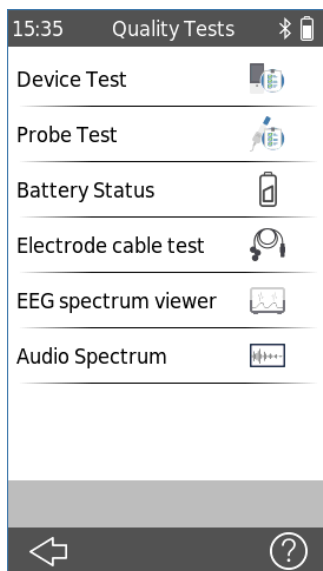 15:35 Quality Tests
Device Test
Probe Test
Battery Status
Electrode cable test
EEG spectrum viewer
Audio Spectrum
?